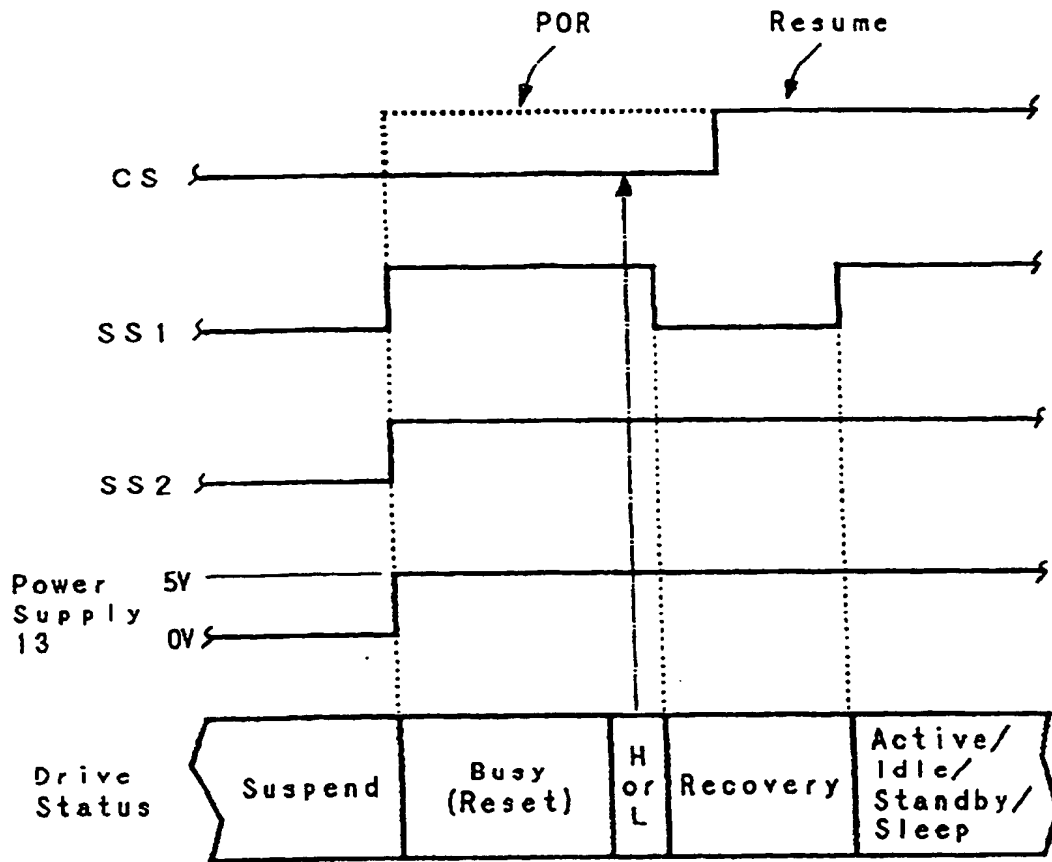 POR
Resume
CS
SS1
SS2
Power
Supply
13
5V
0V
Drive
Status
Suspend
Busy
(Reset)
H
or
L
Recovery
Active/
Idle/
Standby/
Sleep